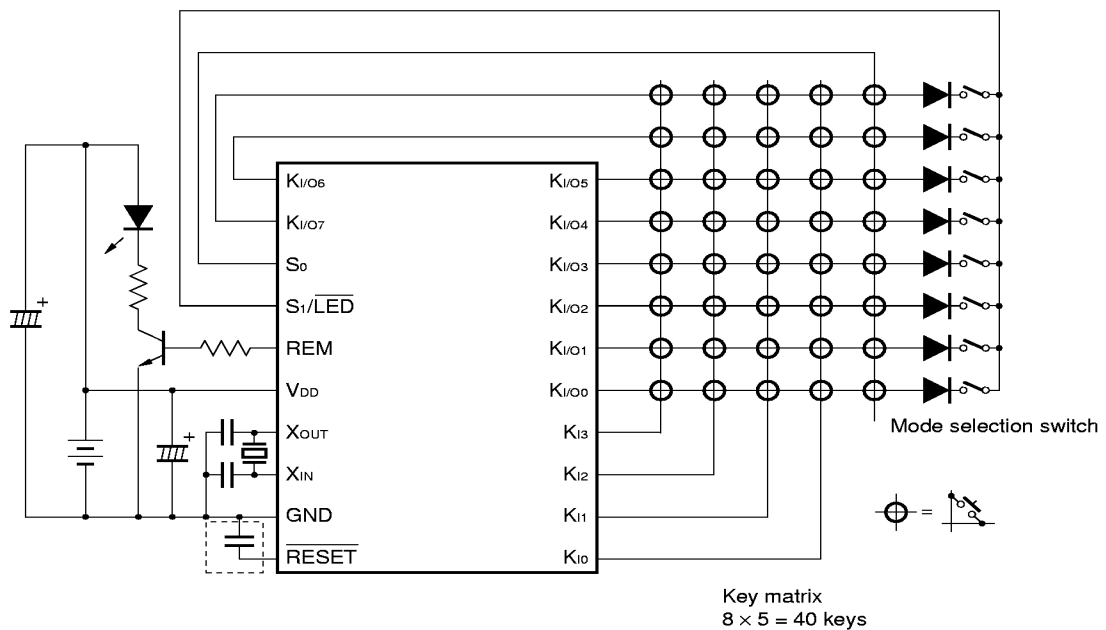 KI/O6
KI/O7
S0
S1/LED
REM
VDD
XOUT
XIN
GND
RESET
KI/O5
KI/O4
KI/O3
KI/O2
KI/O1
KI/O0
KI3
KI2
KI1
KI0
+
+
Mode selection switch
=
Key matrix
8 × 5 = 40 keys